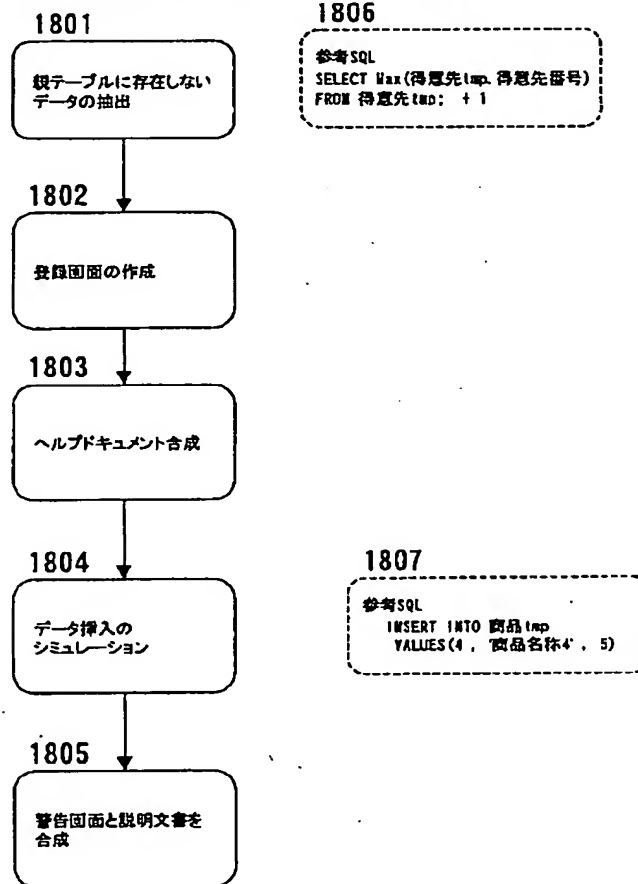 1801
親テーブルに存在しない
データの抽出
1806
参考SQL
SELECT Max(得意先tmp.得意先番号)
FROM 得意先tmp; + 1
1802
登録画面の作成
1803
ヘルプドキュメント合成
1804
データ挿入の
シミュレーション
1807
参考SQL
INSERT INTO 商品tmp
VALUES(4 , '商品名称4' , 5)
1805
警告画面と説明文書を
合成